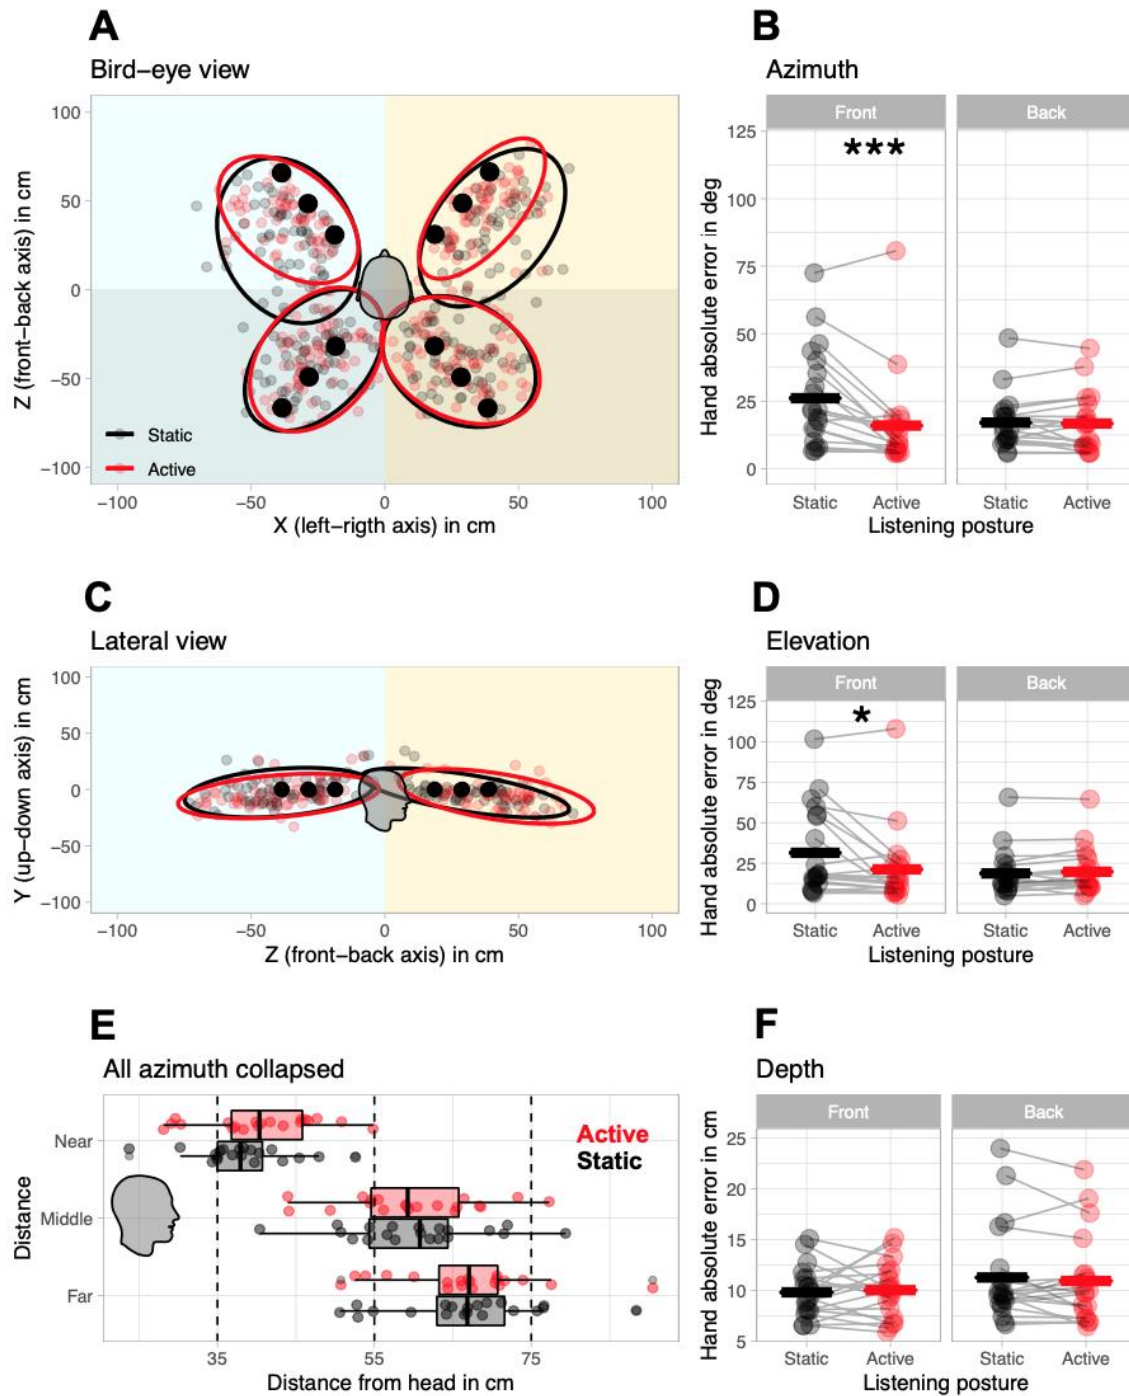 A
Bird-eye view
Z (front-back axis) in cm
100
50
0
-50
-100
Static
Active
-100
-50
0
50
100
X (left-rigth axis) in cm
B
Azimuth
Front
Back
Hand absolute error in deg
125
100
75
50
25
0
***
Static
Active
Static
Active
Listening posture
C
Lateral view
Y (up-down axis) in cm
100
50
0
-50
-100
-100
-50
0
50
100
Z (front-back axis) in cm
D
Elevation
Front
Back
Hand absolute error in deg
125
100
75
50
25
0
*
Static
Active
Static
Active
Listening posture
E
All azimuth collapsed
Distance
Near
Middle
Far
Active
Static
35
55
75
Distance from head in cm
F
Depth
Front
Back
Hand absolute error in cm
25
20
15
10
5
Static
Active
Static
Active
Listening posture